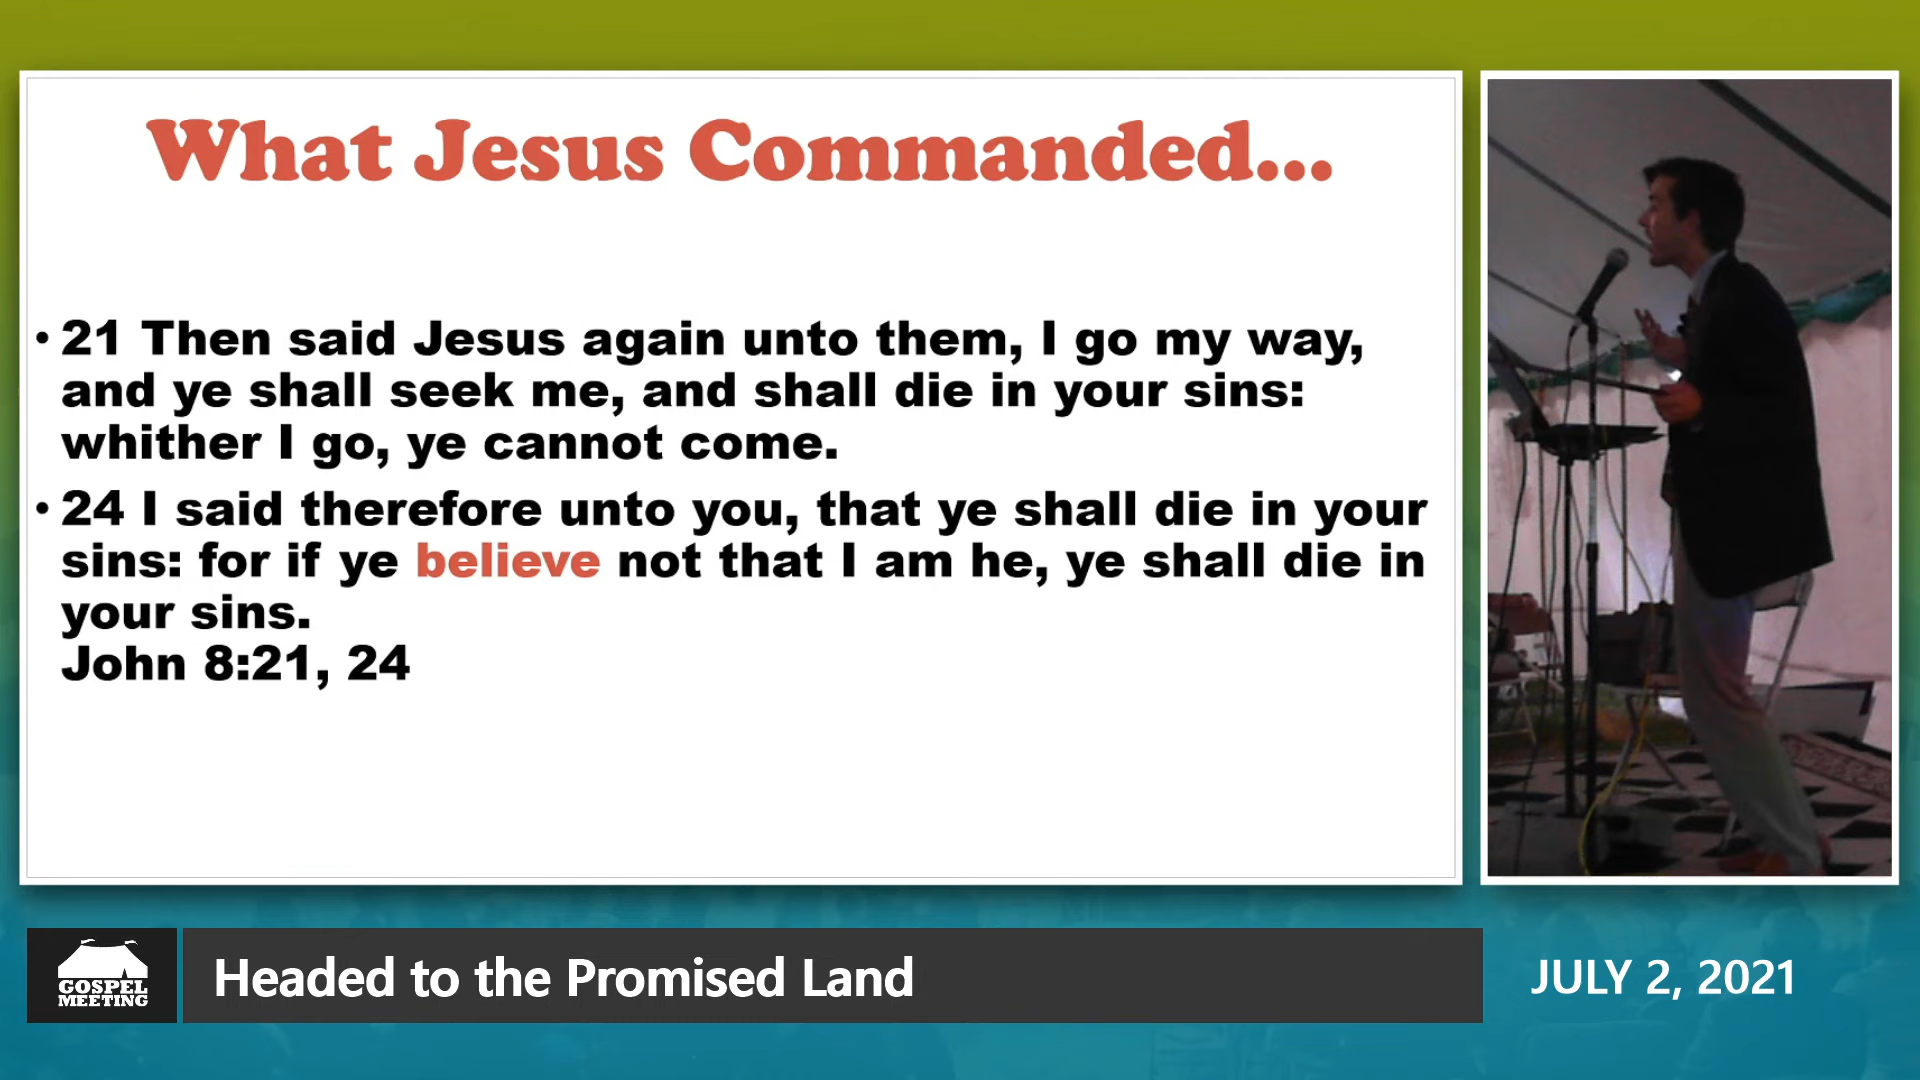 What Jesus Commanded...
• 21 Then said Jesus again unto them, I go my way,
and ye shall seek me, and shall die in your sins:
whither I go, ye cannot come.
• 24 I said therefore unto you, that ye shall die in your
sins: for if ye believe not that I am he, ye shall die in
your sins.
John 8:21, 24
GOSPEL
MEETING
Headed to the Promised Land
JULY 2, 2021